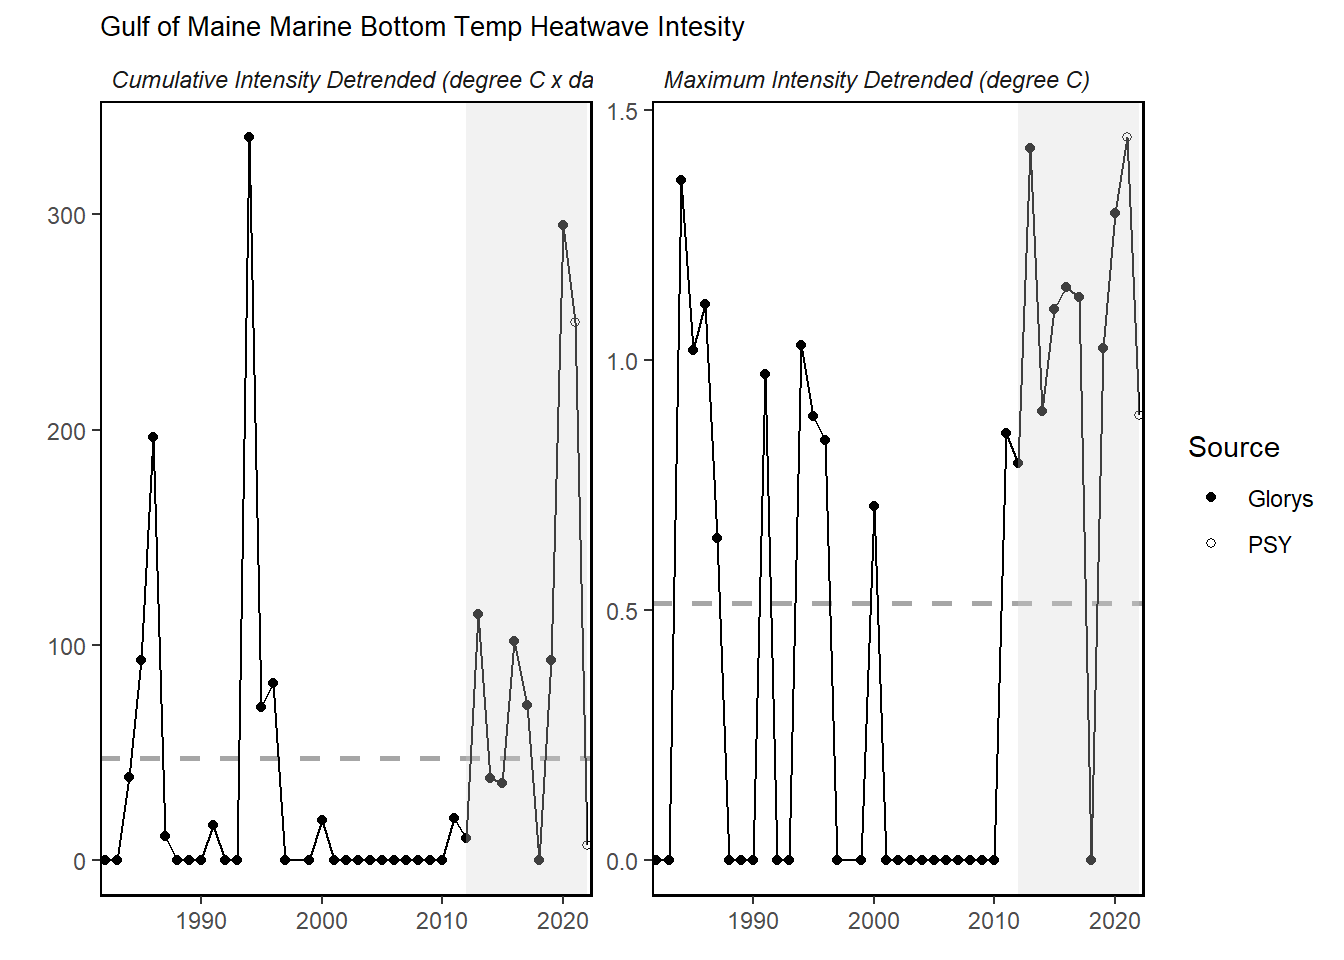 Gulf of Maine Marine Bottom Temp Heatwave Intesity
Cumulative Intensity Detrended (degree C x da
Maximum Intensity Detrended (degree C)
300
200
100
0
1990 2000 2010 2020
1.5
1.0
0.5
0.0
1990 2000 2010 2020
Source
Glorys
PSY